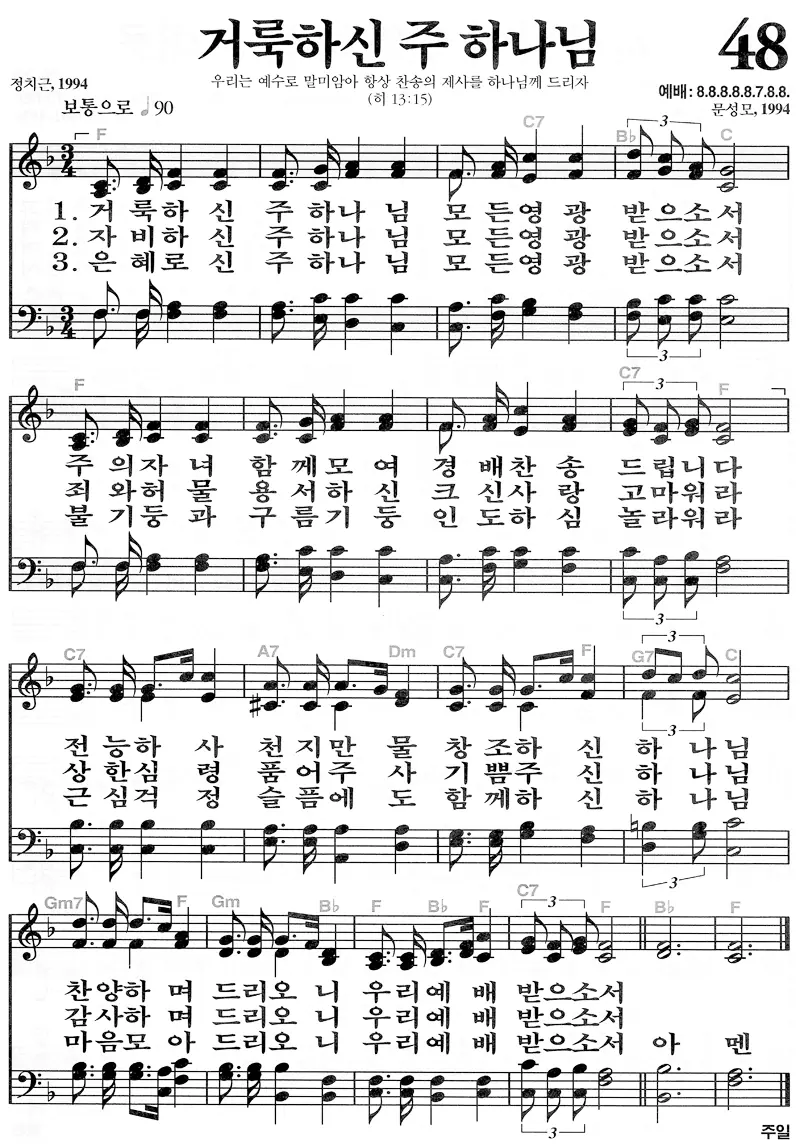 거룩하신 주 하나님
48
정치근, 1994
우리는 예수로 말미암아 항상 찬송의 제사를 하나님께 드리자
(히 13:15)
예배 : 8.8.8.8.8.7.8.8.
보통으로 ♩90
문성모, 1994
F C7 B♭ 3 C
3/4
1. 거 룩하 신 주 하나 님 모 든영 광 받 으소 서
2. 자 비하 신 주 하나 님 모 든영 광 받 으소 서
3. 은 혜로 신 주 하나 님 모 든영 광 받 으소 서
3/4
3
F C7 3 F
주 의자 녀 함 께모 여 경 배찬 송 드 립니 다
죄 와허 물 용 서하 신 크 신사 랑 고 마워 라
불 기둥 과 구 름기 둥 인 도하 심 놀 라워 라
3
C7 A7 Dm C7 F G7 3 C
3
전 능하 사 천 지만 물 창 조하 신 하 나 님
상 한심 령 품 어주 사 기 쁨주 신 하 나 님
근 심걱 정 슬 픔에 도 함 께하 신 하 나 님
3
Gm7 F Gm B♭ F B♭ F C7 3 F B♭ F
찬 양하 며 드 리오 니 우 리예 배 받 으소 서
감 사하 며 드 리오 니 우 리예 배 받 으소 서
마 음모 아 드 리오 니 우 리예 배 받 으소 서 아 멘
3
주일